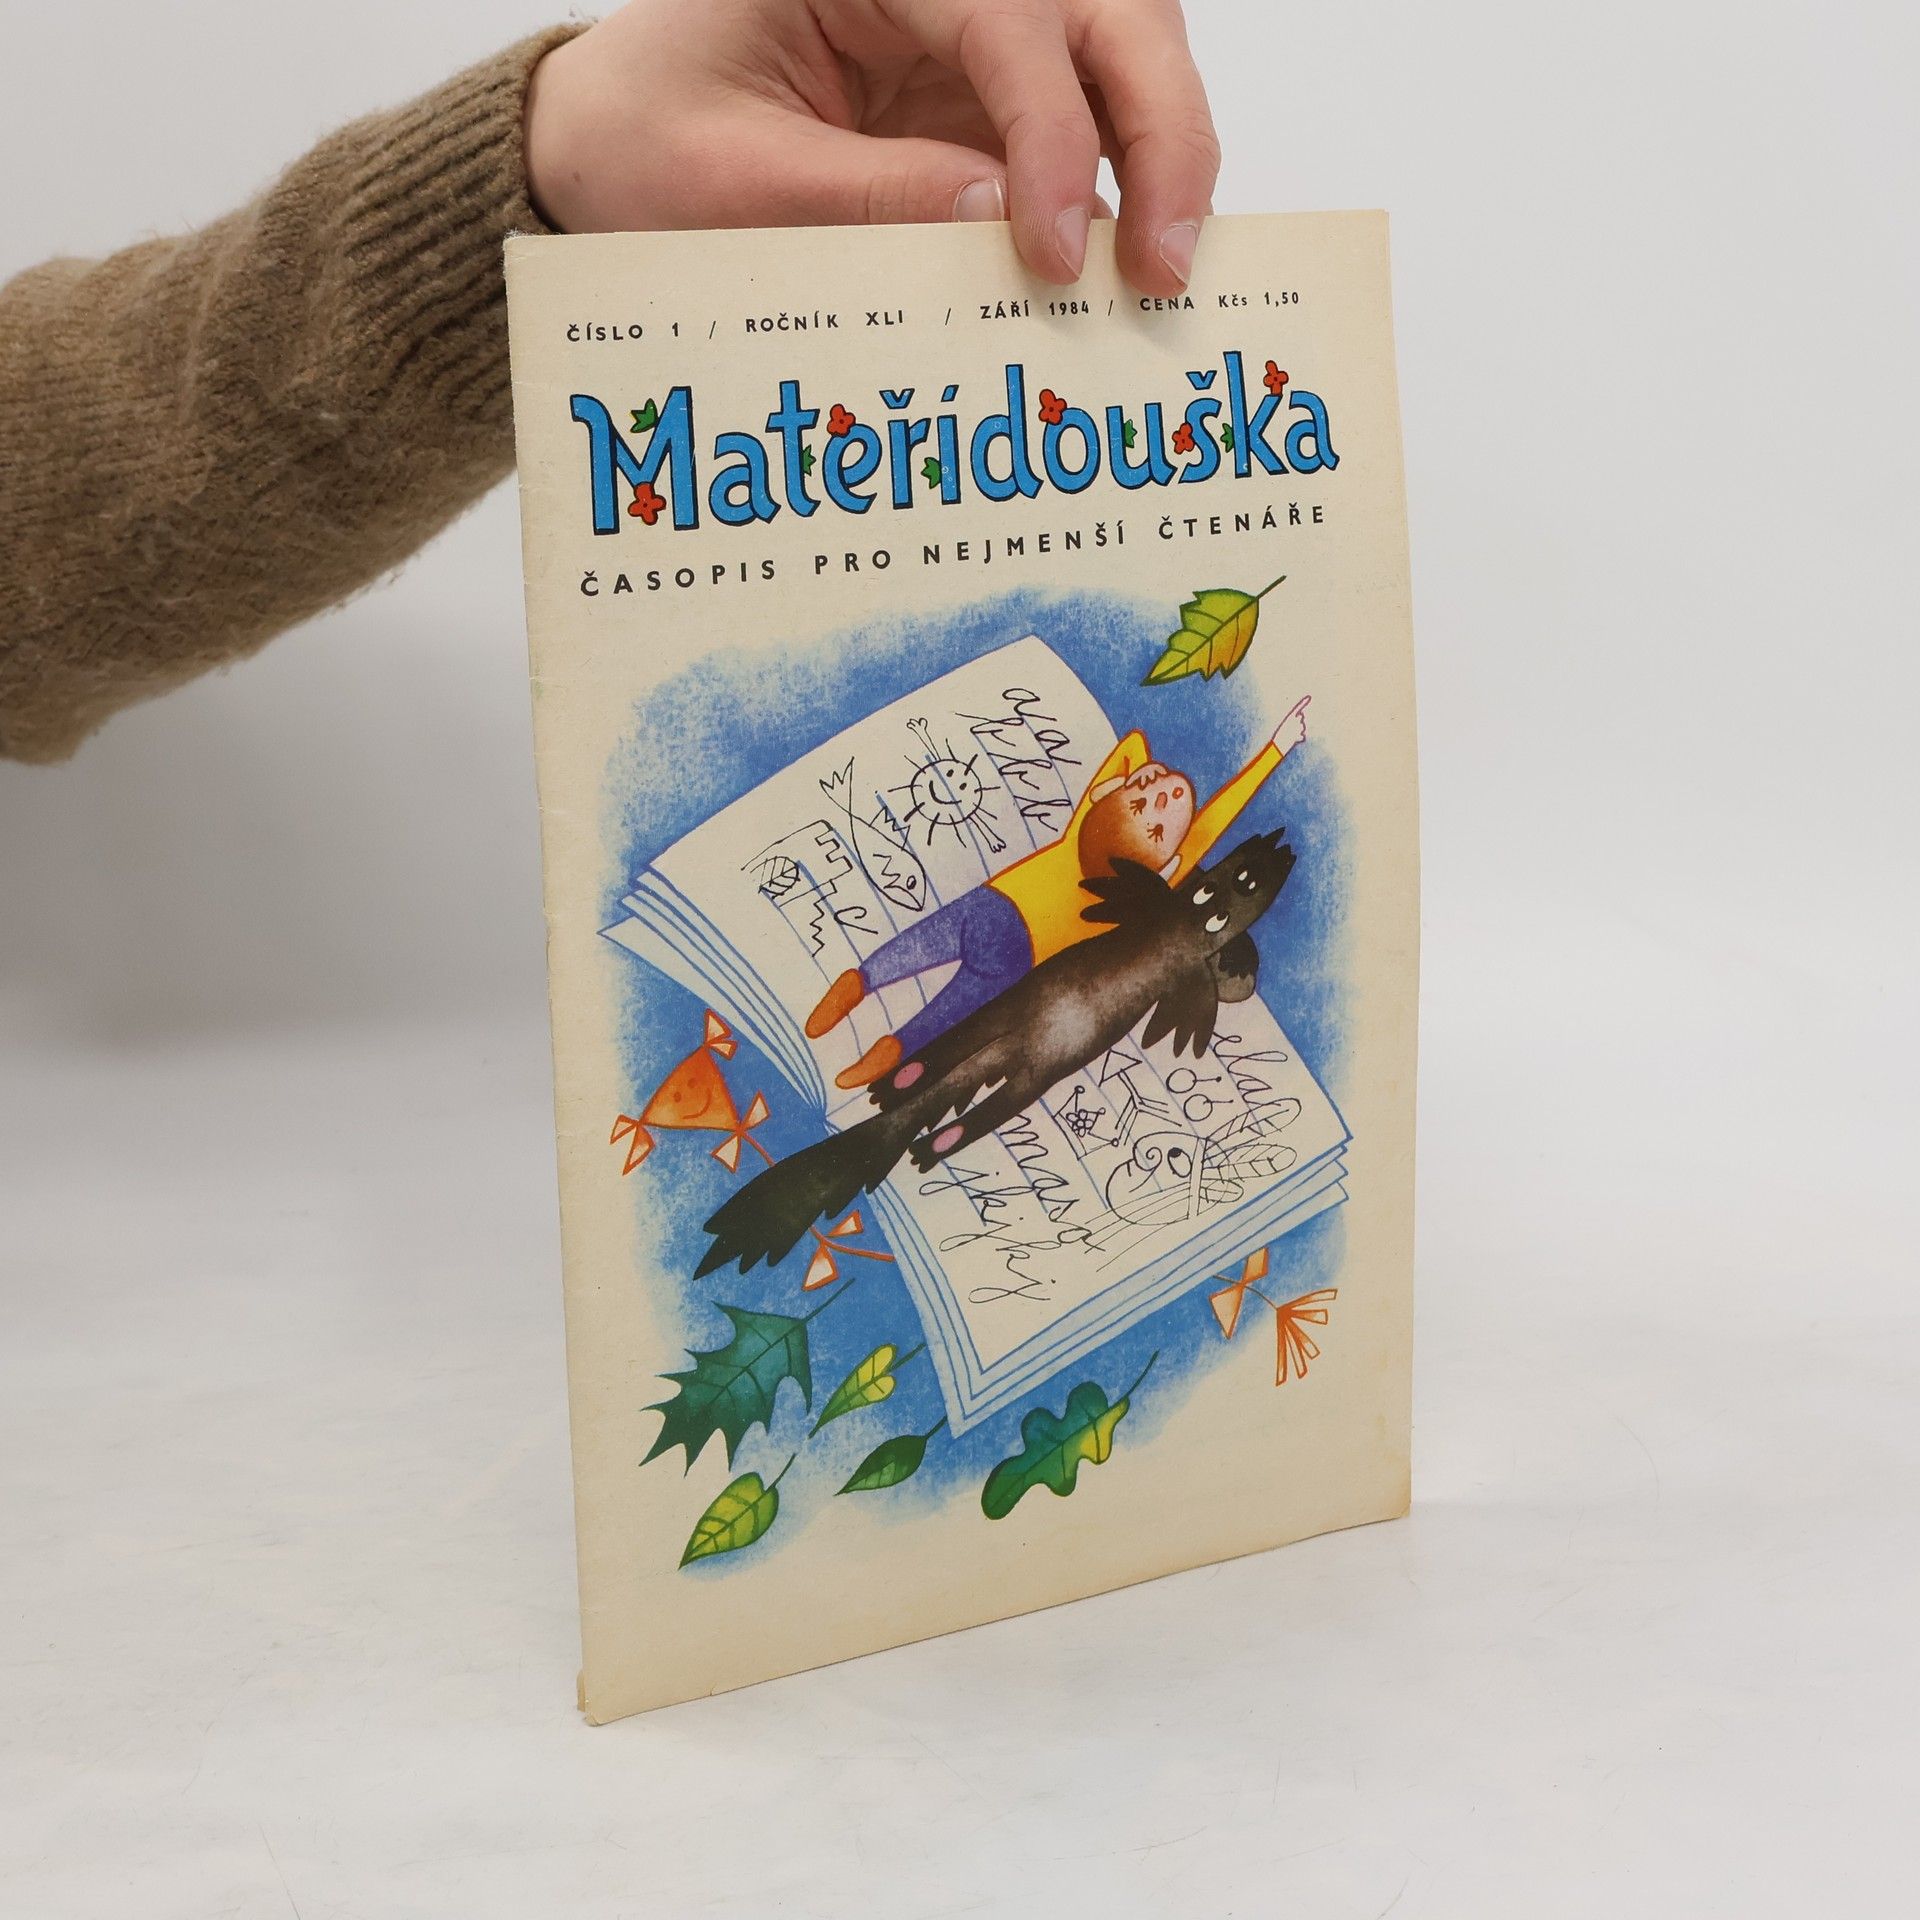 ČÍSLO 1 / ROČNÍK XLI / ZÁŘÍ 1984 / CENA Kčs 1,50
Mateřídouška
ČASOPIS PRO NEJMENŠÍ ČTENÁŘE